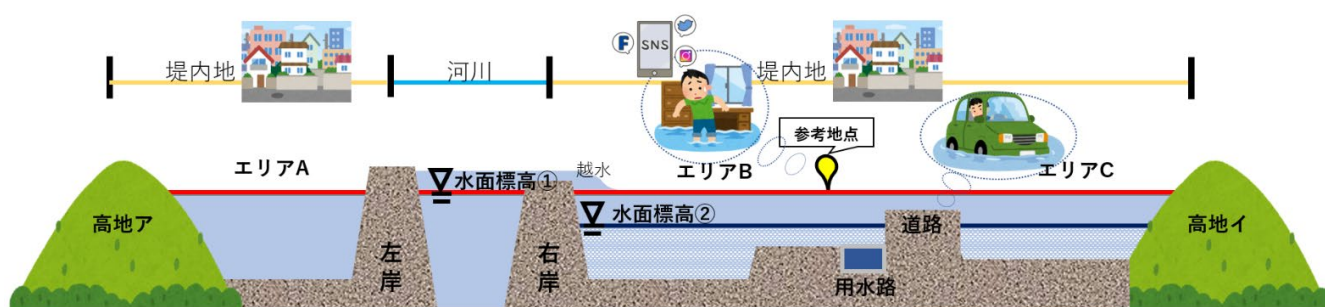 堤内地
河川
SNS
F
堤内地
参考地点
エリアA
水面標高①
越水
エリアB
エリアC
水面標高②
高地ア
左岸
右岸
道路
用水路
高地イ